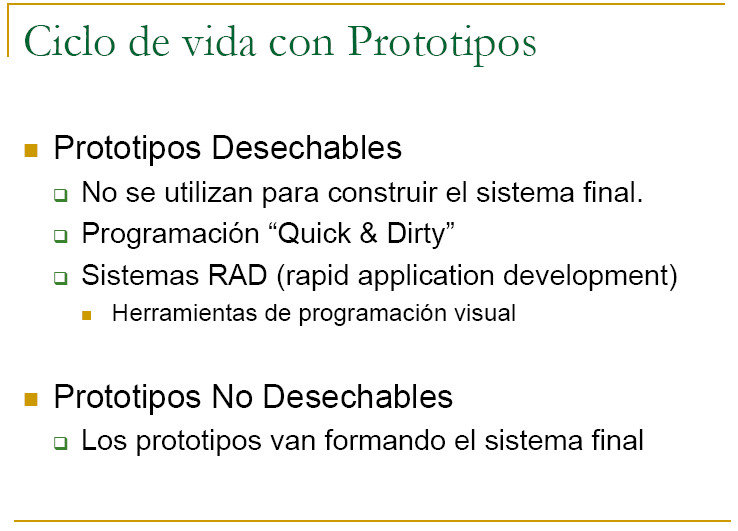 Ciclo de vida con Prototipos
Prototipos Desechables
No se utilizan para construir el sistema final.
Programación “Quick & Dirty”
Sistemas RAD (rapid application development)
Herramientas de programación visual
Prototipos No Desechables
Los prototipos van formando el sistema final